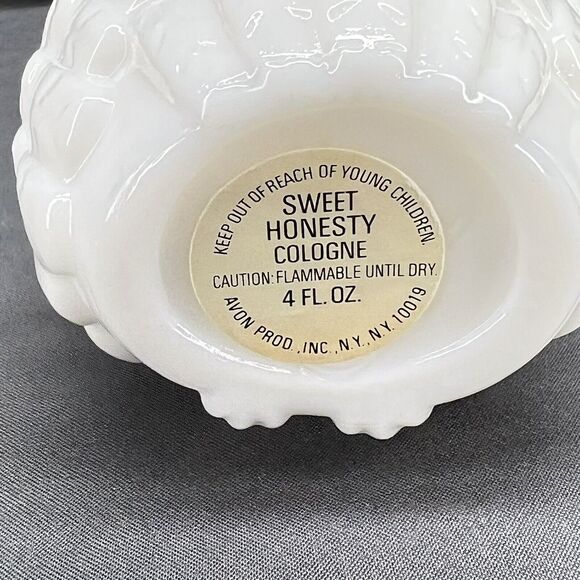 KEEP OUT OF REACH OF YOUNG CHILDREN.
SWEET
HONESTY
COLOGNE
CAUTION: FLAMMABLE UNTIL DRY.
4 FL. OZ.
AVON PROD., INC., N.Y., N.Y. 10019